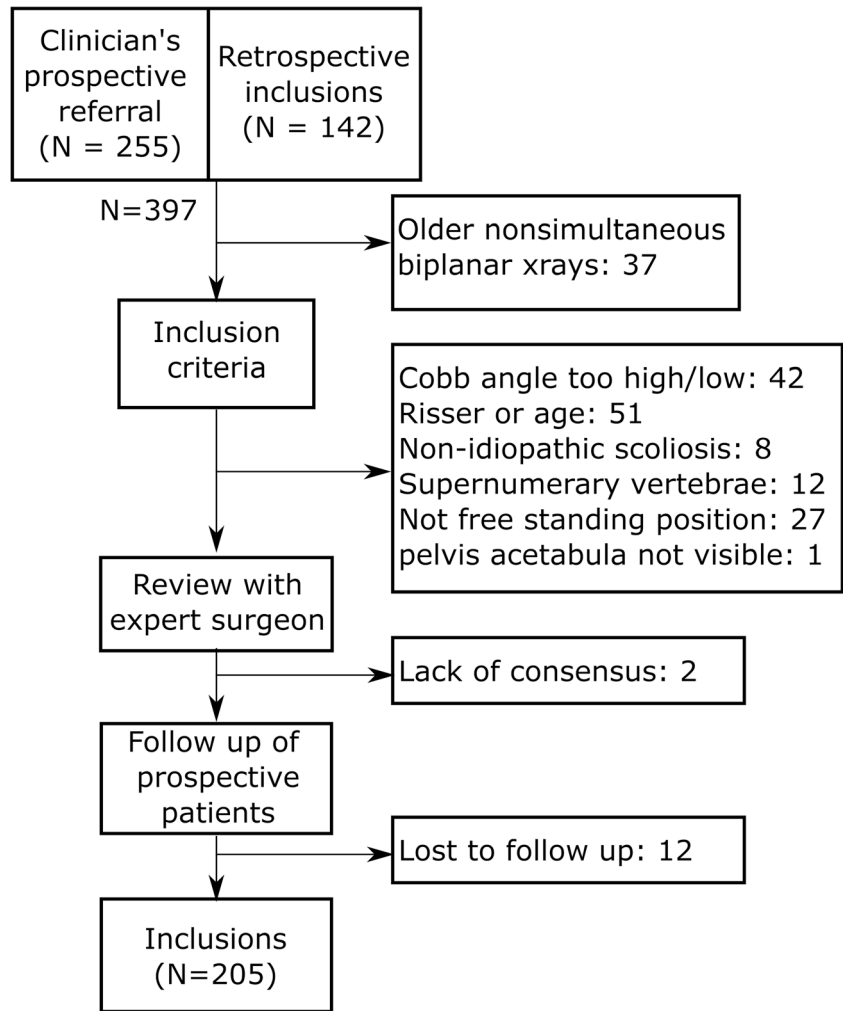 Clinician's
prospective
referral
(N = 255)
Retrospective
inclusions
(N = 142)
N=397
Older nonsimultaneous
biplanar xrays: 37
Inclusion
criteria
Cobb angle too high/low: 42
Risser or age: 51
Non-idiopathic scoliosis: 8
Supernumerary vertebrae: 12
Not free standing position: 27
pelvis acetabula not visible: 1
Review with
expert surgeon
Lack of consensus: 2
Follow up of
prospective
patients
Lost to follow up: 12
Inclusions
(N=205)